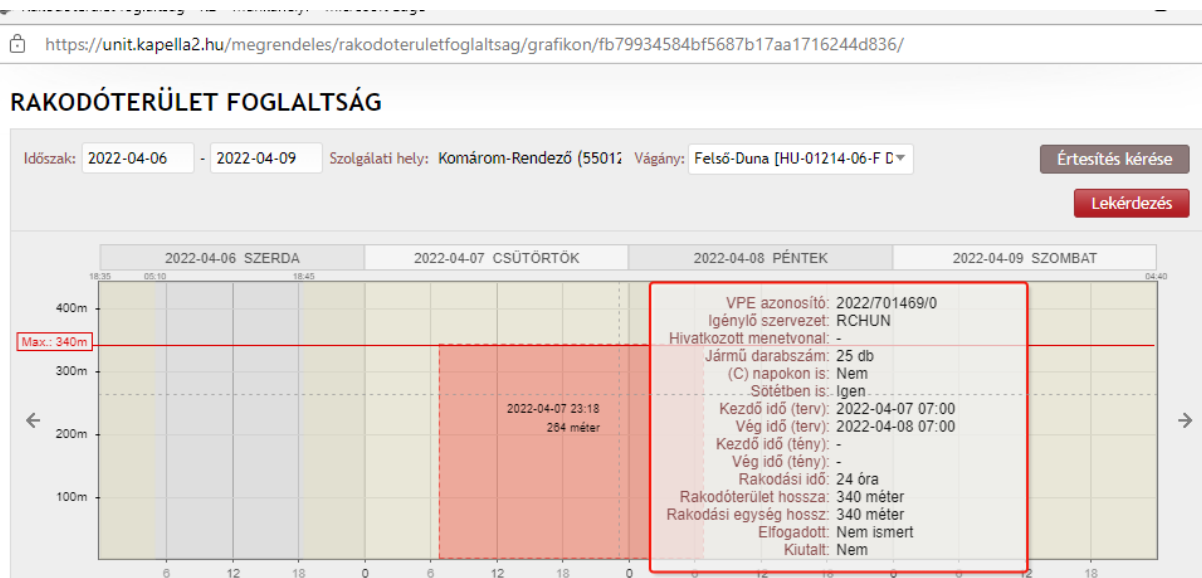 https://unit.kapella2.hu/megrendeles/rakodoteruletfoglaltsag/grafikon/fb79934584bf5687b17aa1716244d836/
RAKODÓTERÜLET FOGLALTSÁG
Időszak: 2022-04-06 - 2022-04-09 Szolgálati hely: Komárom-Rendező (55012 Vágány: Felső-Duna [HU-01214-06-F D Értesítés kérése
Lekérdezés
2022-04-06 SZERDA 2022-04-07 CSÜTÖRTÖK 2022-04-08 PÉNTEK 2022-04-09 SZOMBAT
18:35 05:10 18:45 04:40
400m
Max.: 340m
300m
200m
100m
2022-04-07 23:18
264 méter
VPE azonosító: 2022/701469/0
Igénylő szervezet: RCHUN
Hivatkozott menetvonal: -
Jármű darabszám: 25 db
(C) napokon is: Nem
Sötétben is: Igen
Kezdő idő (terv): 2022-04-07 07:00
Vég idő (terv): 2022-04-08 07:00
Kezdő idő (tény): -
Vég idő (tény): -
Rakodási idő: 24 óra
Rakodóterület hossza: 340 méter
Rakodási egység hossz: 340 méter
Elfogadott: Nem ismert
Kiutalt: Nem
6 12 18 0 6 12 18 0 6 12 18 0 6 12 18